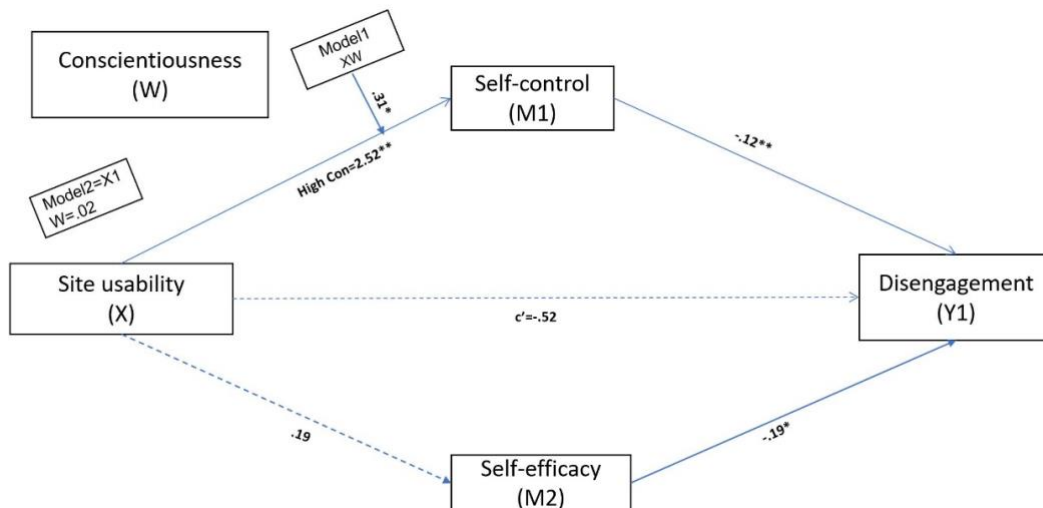 Conscientiousness
(W)
Model1
XW
.31*
Self-control
(M1)
High Con=2.52**
-.12**
Model2=X1
W=.02
Site usability
(X)
Disengagement
(Y1)
c’=-.52
.19
-.19*
Self-efficacy
(M2)